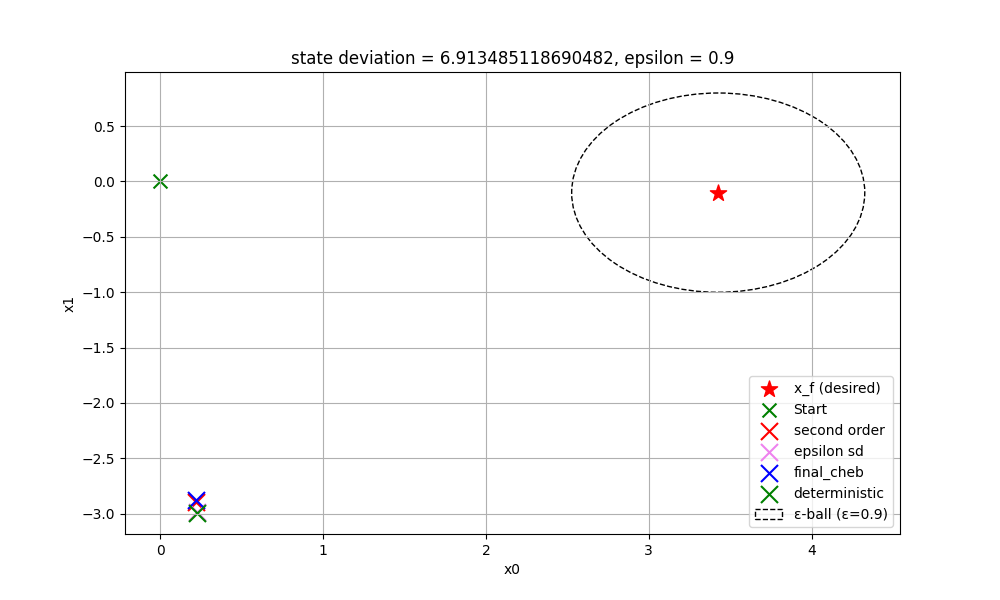 state deviation = 6.913485118690482, epsilon = 0.9
x1
0.5
0.0
−0.5
−1.0
−1.5
−2.0
−2.5
−3.0
x_f (desired)
Start
second order
epsilon sd
final_cheb
deterministic
ε-ball (ε=0.9)
0 1 2 3 4
x0